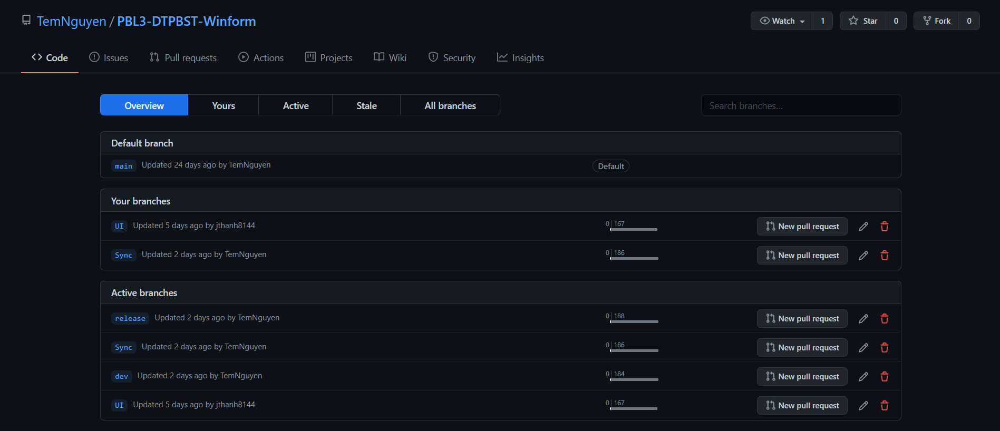 TemNguyen / PBL3-DTPBST-Winform
Watch 1 Star 0 Fork 0
Code Issues Pull requests Actions Projects Wiki Security Insights
Overview Yours Active Stale All branches Search branches...
Default branch
main Updated 24 days ago by TemNguyen Default
Your branches
UI Updated 5 days ago by jthanh8144 0 167 New pull request
Sync Updated 2 days ago by TemNguyen 0 186 New pull request
Active branches
release Updated 2 days ago by TemNguyen 0 188 New pull request
Sync Updated 2 days ago by TemNguyen 0 186 New pull request
dev Updated 2 days ago by TemNguyen 0 184 New pull request
UI Updated 5 days ago by jthanh8144 0 167 New pull request